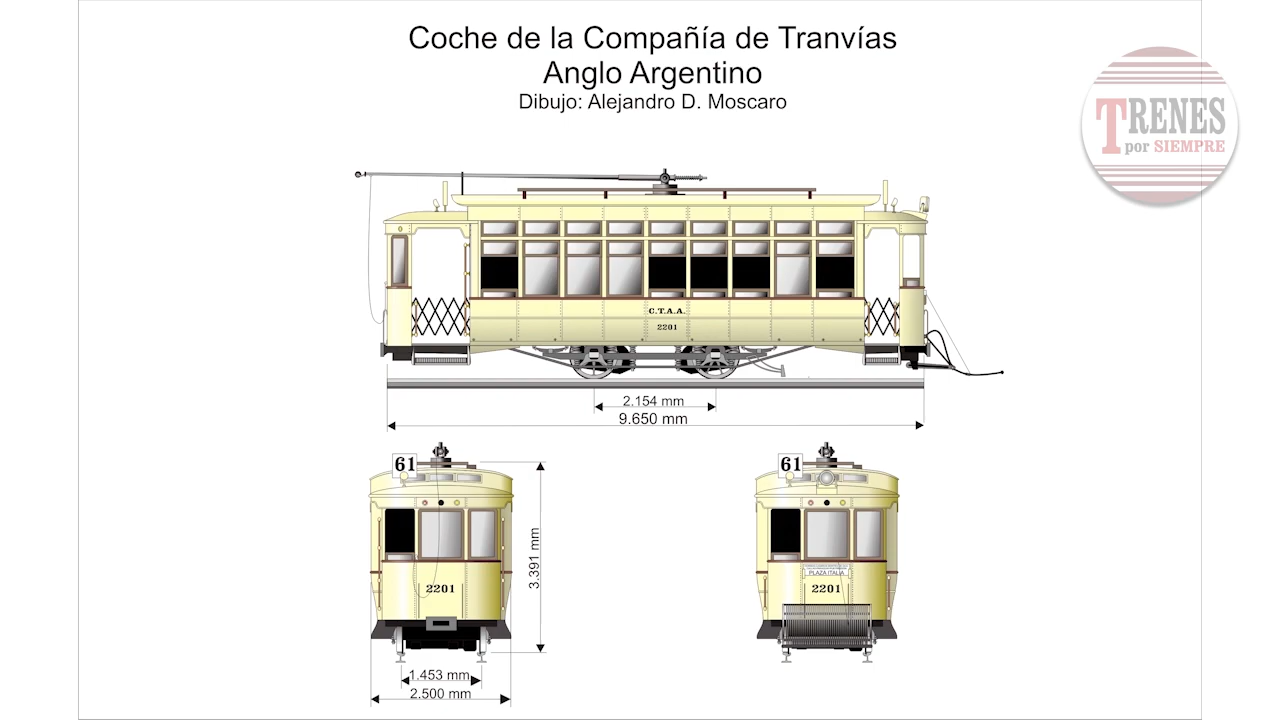 Coche de la Compañía de Tranvías
Anglo Argentino
Dibujo: Alejandro D. Moscaro
TRENES
por SIEMPRE
C.T.A.A.
2201
2.154 mm
9.650 mm
61
61
3.391 mm
PLAZA ITALIA
2201
2201
1.453 mm
2.500 mm